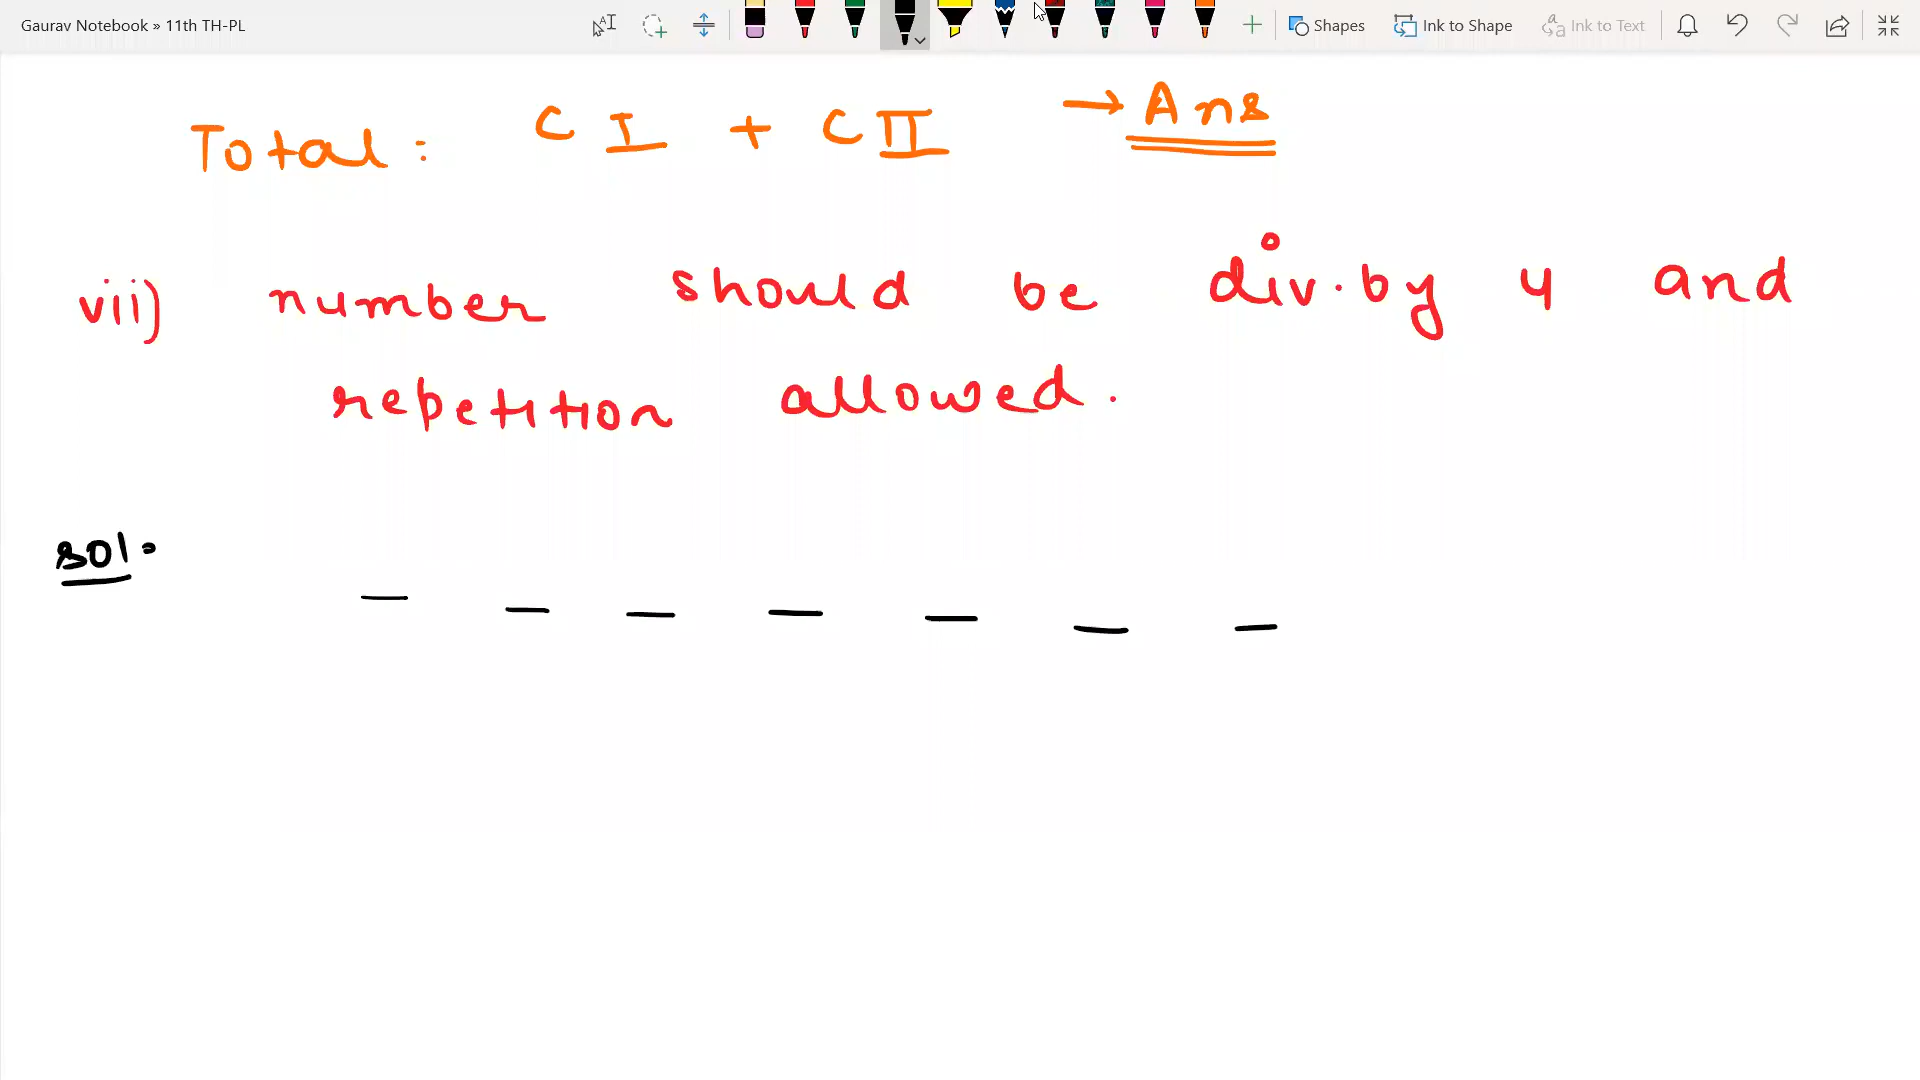 Gaurav Notebook » 11th TH-PL
Shapes
Ink to Shape
Ink to Text
Total: C I + C II → Ans
vii) number should be div. by 4 and
repetition allowed.
sol.